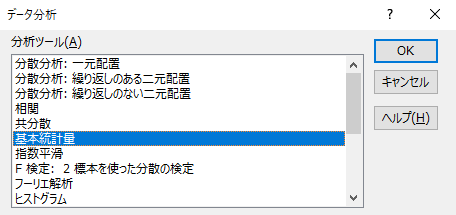 データ分析
分析ツール(A)
分散分析: 一元配置
分散分析: 繰り返しのある二元配置
分散分析: 繰り返しのない二元配置
相関
共分散
基本統計量
指数平滑
F 検定: 2 標本を使った分散の検定
フーリエ解析
ヒストグラム
OK
キャンセル
ヘルプ(H)